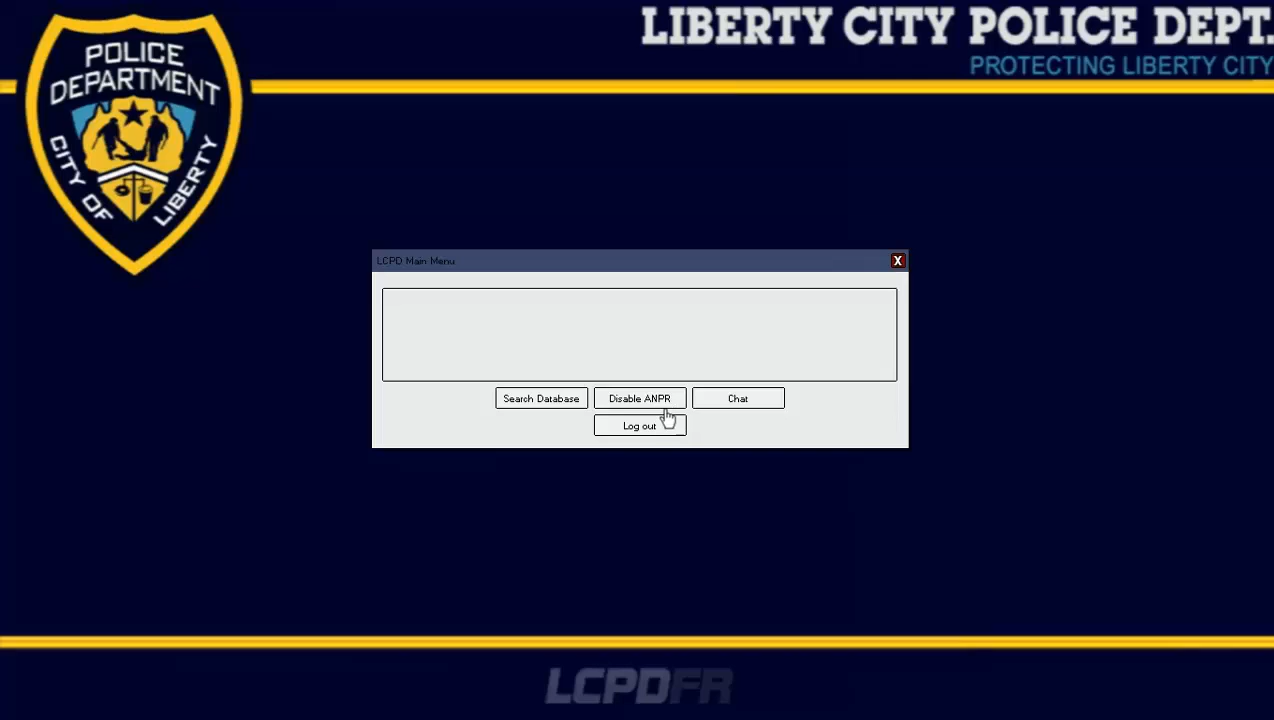 LIBERTY CITY POLICE DEPT.
PROTECTING LIBERTY CITY
POLICE
DEPARTMENT
CITY OF LIBERTY
LCPD Main Menu
X
Search Database
Disable ANPR
Chat
Log out
LCPDFR